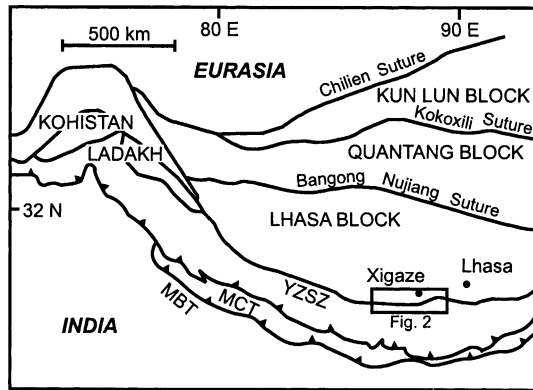 80 E
90 E
500 km
EURASIA
Chilien Suture
KUN LUN BLOCK
Kokoxili Suture
KOHISTAN
QUANTANG BLOCK
LADAKH
Bangong Nujiang Suture
32 N
LHASA BLOCK
Xigaze
Lhasa
YZSZ
MCT
MBT
Fig. 2
INDIA